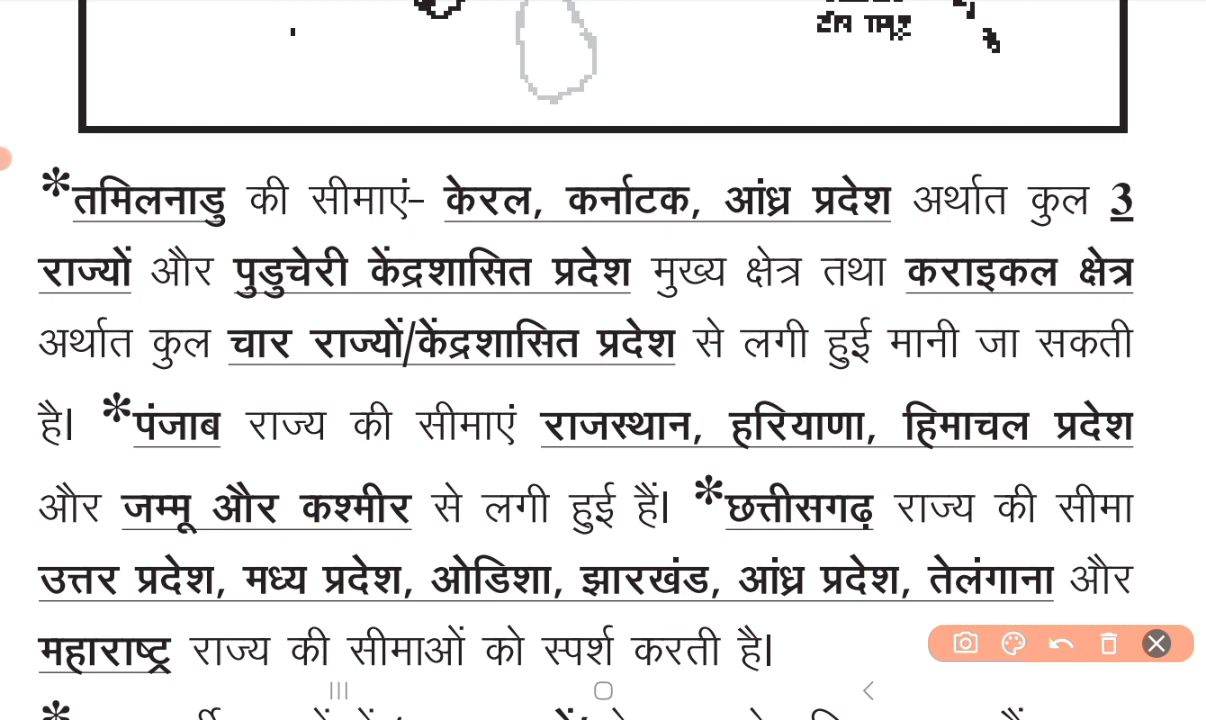 *तमिलनाडु की सीमाएं- केरल, कर्नाटक, आंध्र प्रदेश अर्थात कुल 3
राज्यों और पुडुचेरी केंद्रशासित प्रदेश मुख्य क्षेत्र तथा कराइकल क्षेत्र
अर्थात कुल चार राज्यों/केंद्रशासित प्रदेश से लगी हुई मानी जा सकती
है। *पंजाब राज्य की सीमाएं राजस्थान, हरियाणा, हिमाचल प्रदेश
और जम्मू और कश्मीर से लगी हुई हैं। *छत्तीसगढ़ राज्य की सीमा
उत्तर प्रदेश, मध्य प्रदेश, ओडिशा, झारखंड, आंध्र प्रदेश, तेलंगाना और
महाराष्ट्र राज्य की सीमाओं को स्पर्श करती है।